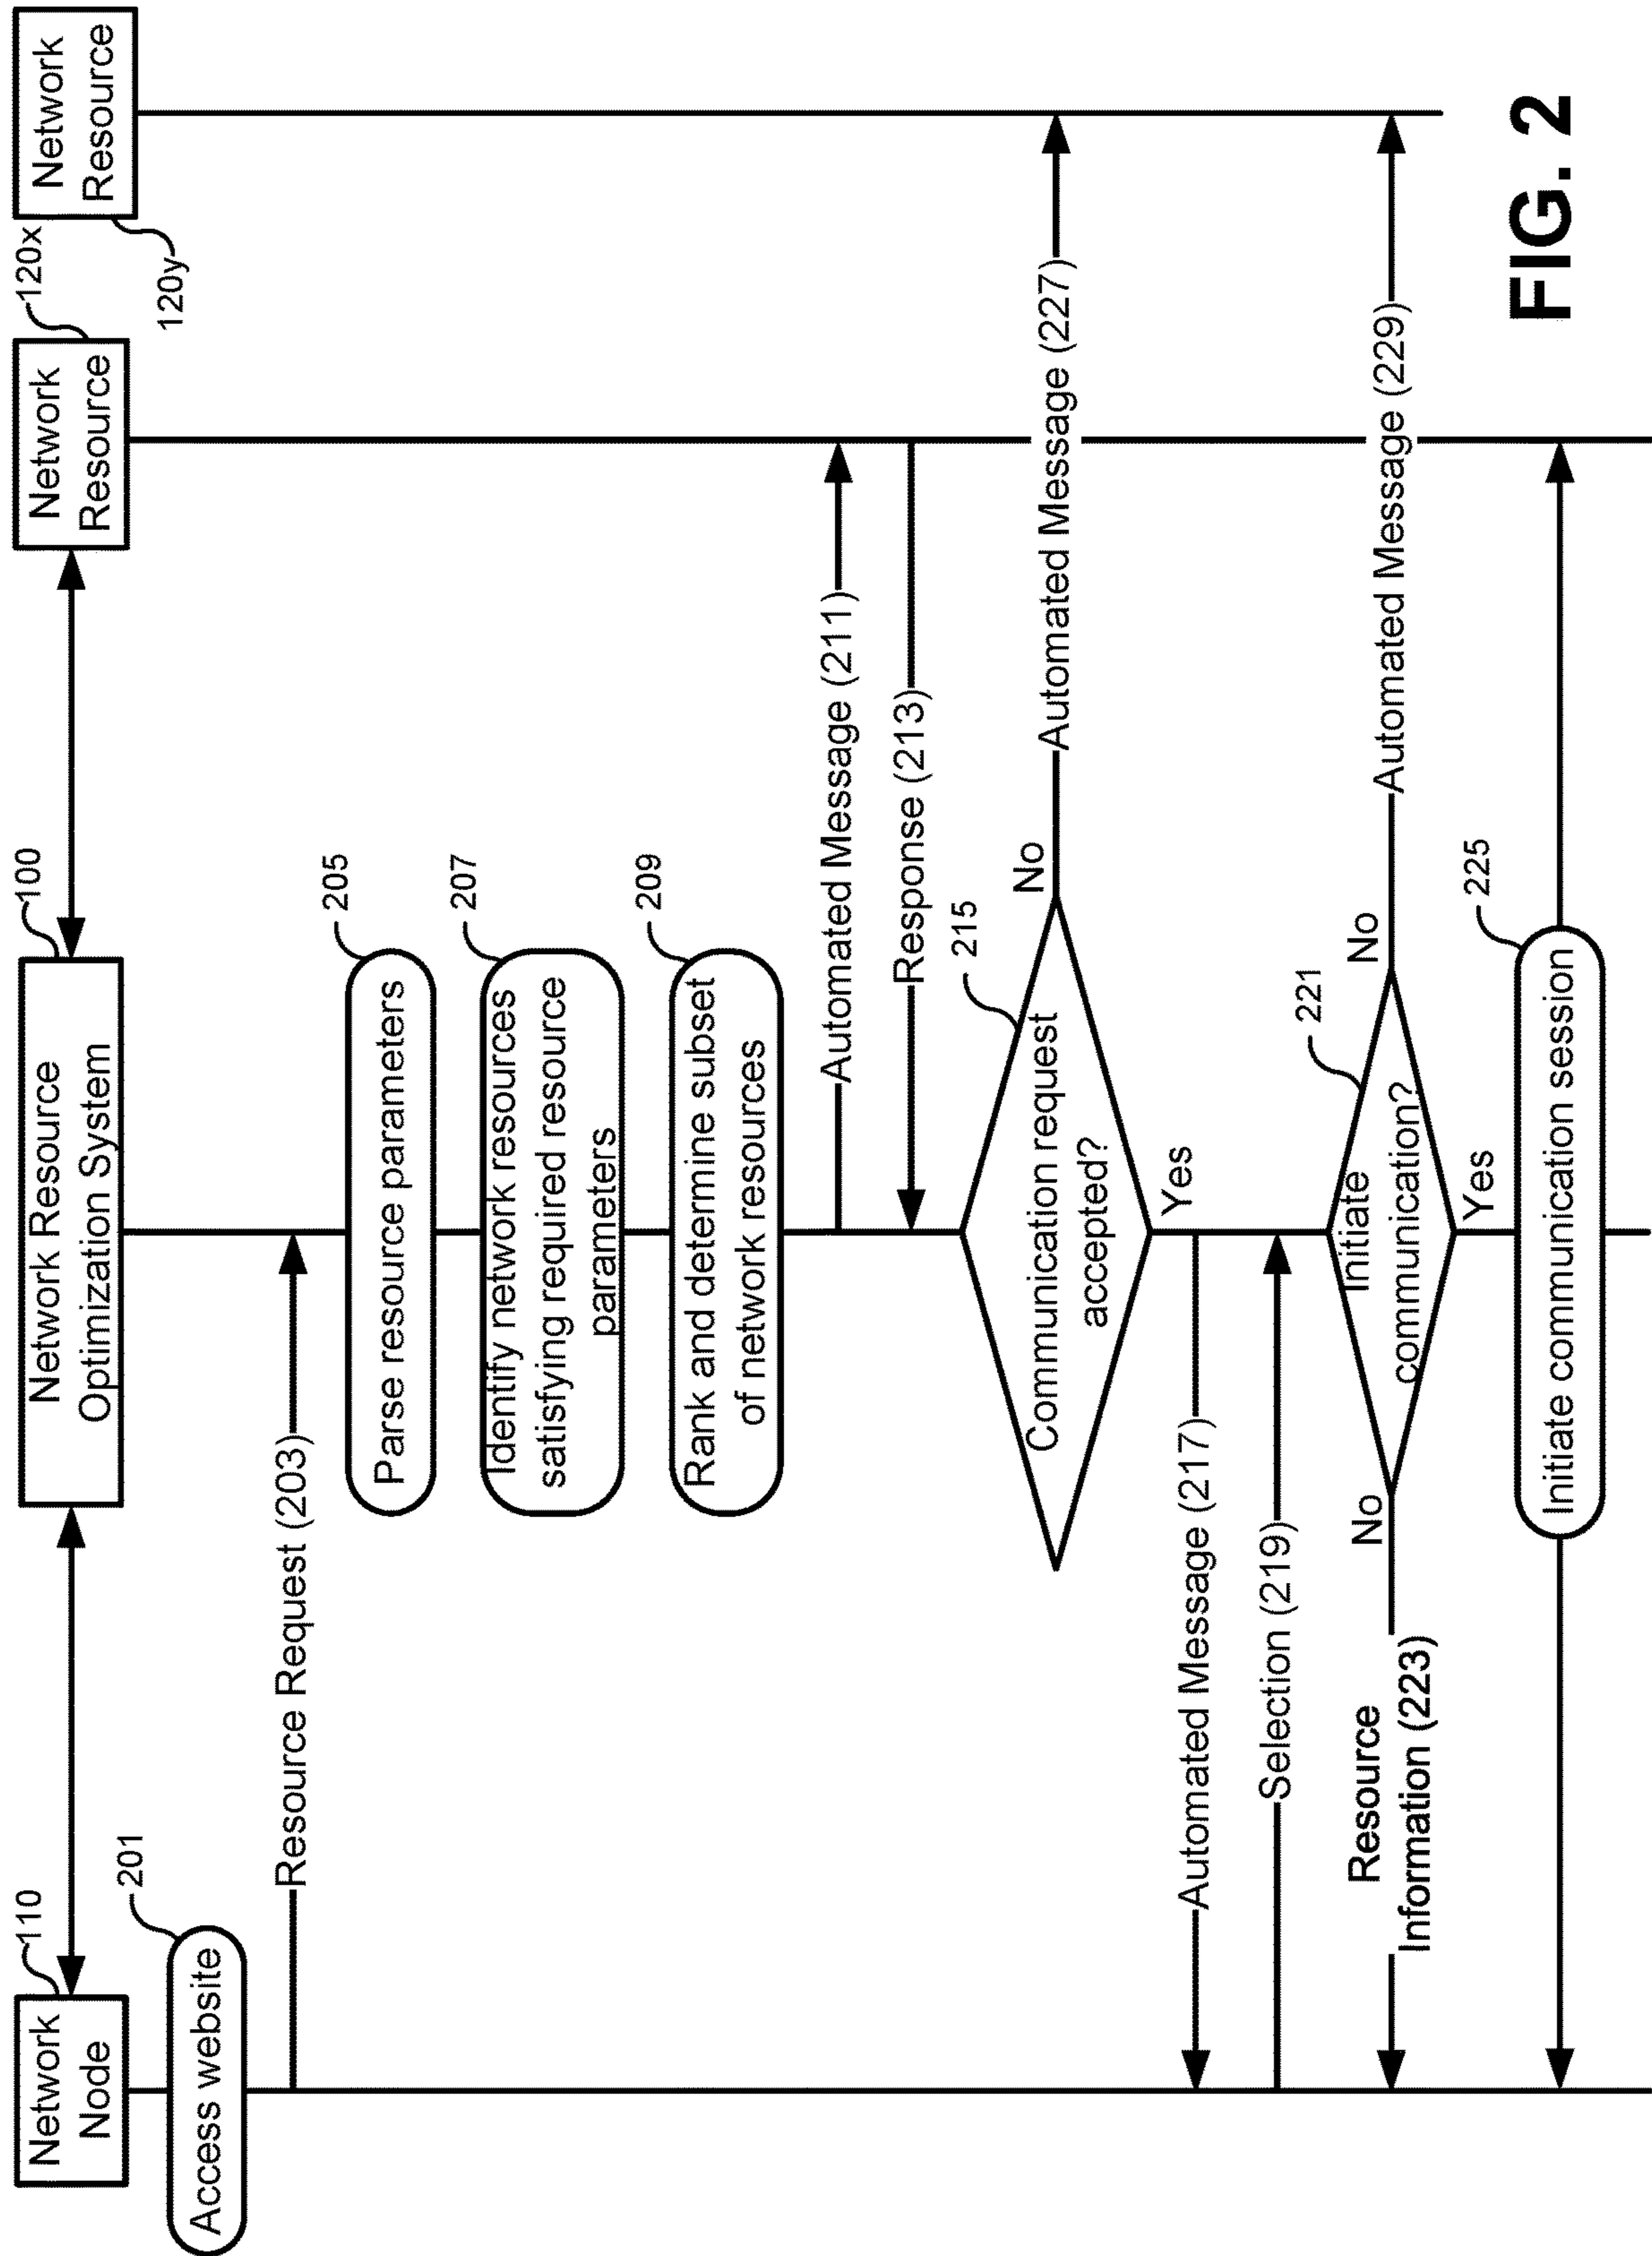 Network
Node
110
Network Resource
Optimization System
100
Network
Resource
120x
Network
Resource
120y
Access website
201
Resource Request (203)
Parse resource parameters
205
Identify network resources
satisfying required resource
parameters
207
Rank and determine subset
of network resources
209
Automated Message (211)
Response (213)
Communication request
accepted?
215
No
Automated Message (227)
Yes
Automated Message (217)
Selection (219)
Initiate
communication?
221
No
Resource
Information (223)
No
Automated Message (229)
Yes
Initiate communication session
225
FIG. 2